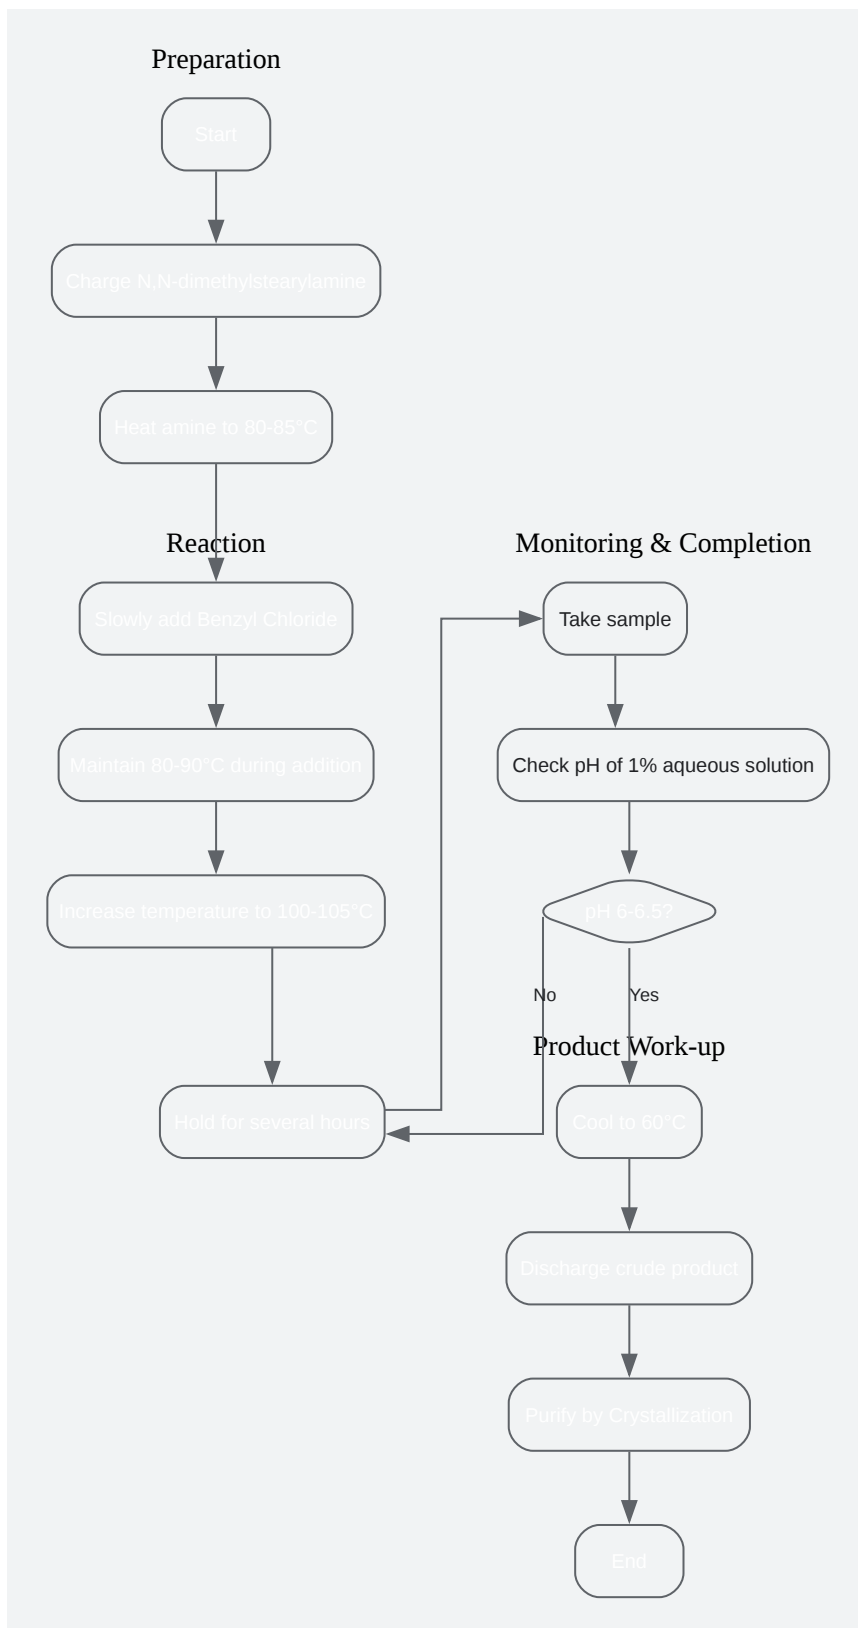 Preparation
Start
Charge N,N-dimethylstearylamine
Heat amine to 80-85°C
Reaction
Slowly add Benzyl Chloride
Maintain 80-90°C during addition
Increase temperature to 100-105°C
Hold for several hours
Monitoring & Completion
Take sample
Check pH of 1% aqueous solution
pH 6-6.5?
No
Yes
Product Work-up
Cool to 60°C
Discharge crude product
Purify by Crystallization
End